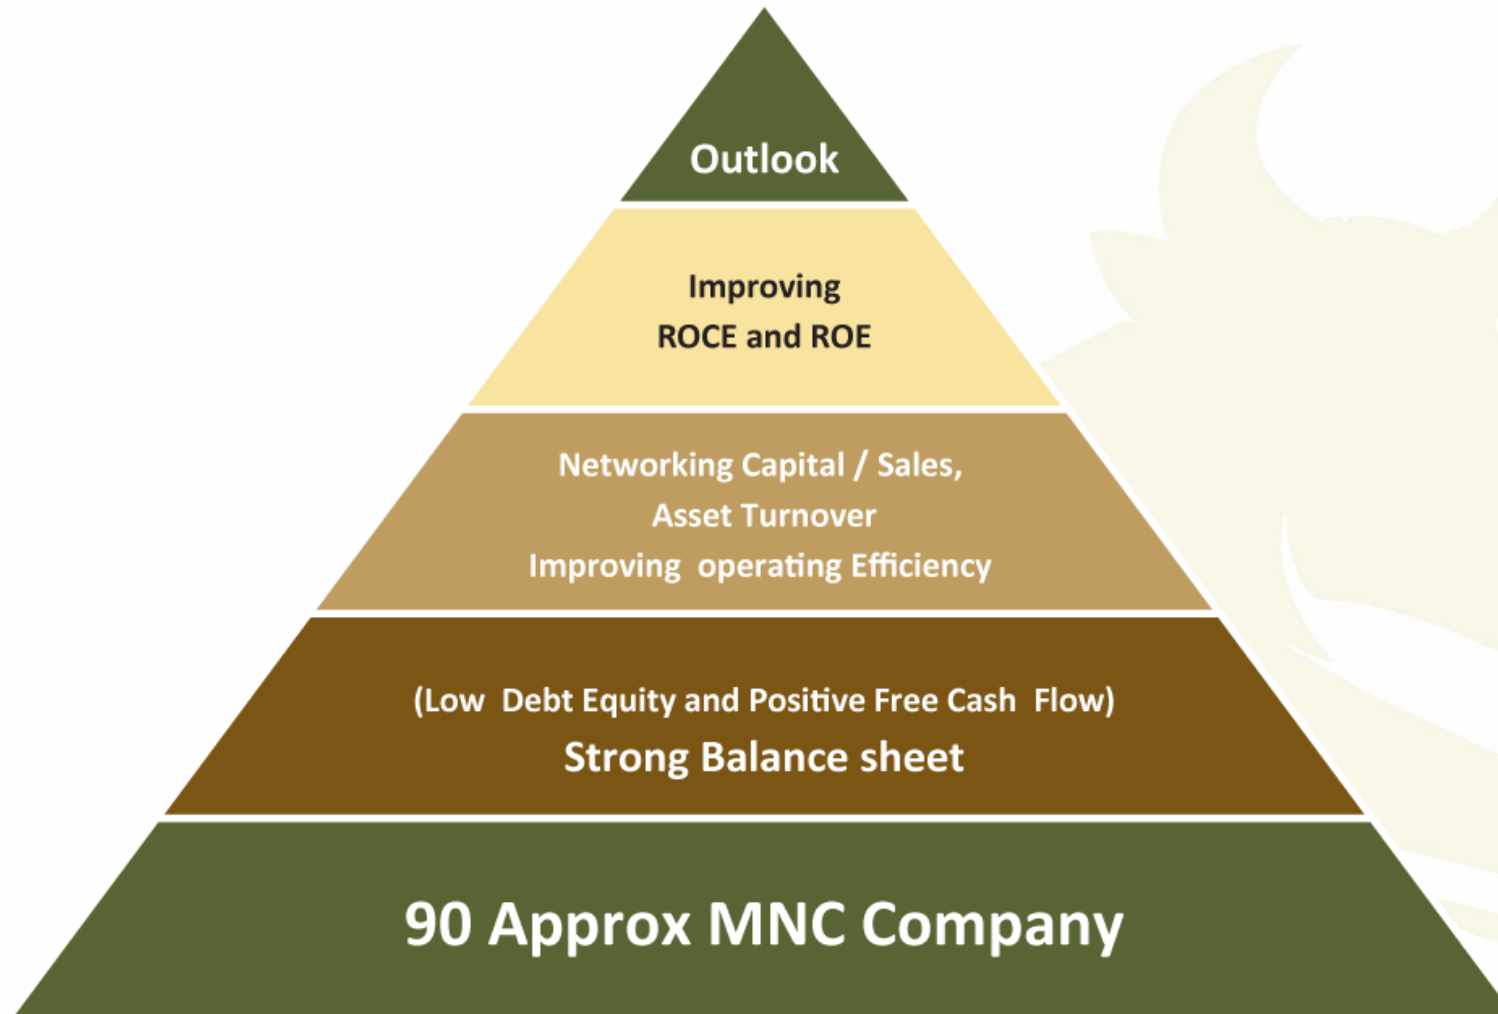 Outlook
Improving
ROCE and ROE
Networking Capital / Sales,
Asset Turnover
Improving operating Efficiency
(Low Debt Equity and Positive Free Cash Flow)
Strong Balance sheet
90 Approx MNC Company